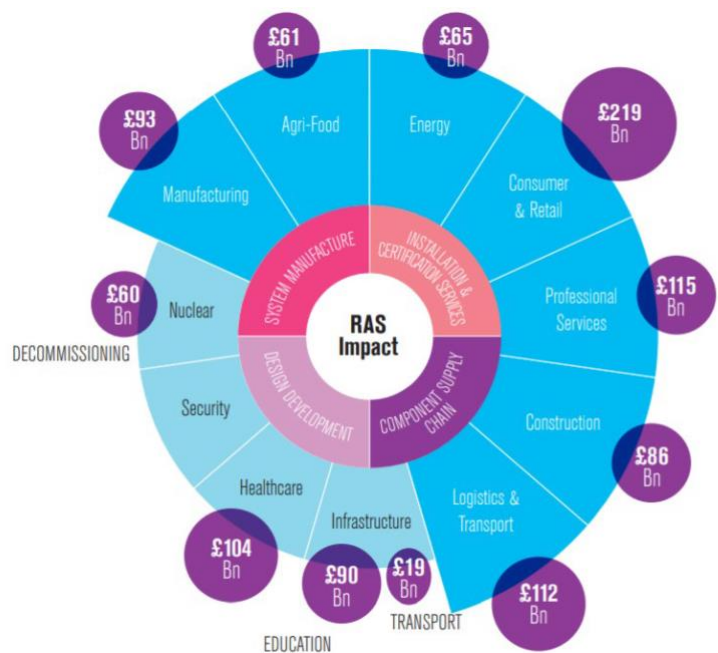 £61
Bn
£65
Bn
£93
Bn
£219
Bn
Agri-Food
Energy
Manufacturing
Consumer
& Retail
SYSTEM MANUFACTURE
INSTALLATION &
CERTIFICATION SERVICES
£60
Bn
DECOMMISSIONING
Nuclear
RAS
Impact
Professional
Services
£115
Bn
Security
DESIGN DEVELOPMENT
COMPONENT SUPPLY
CHAIN
Construction
£86
Bn
Healthcare
Infrastructure
Logistics &
Transport
£104
Bn
£90
Bn
£19
Bn
£112
Bn
TRANSPORT
EDUCATION